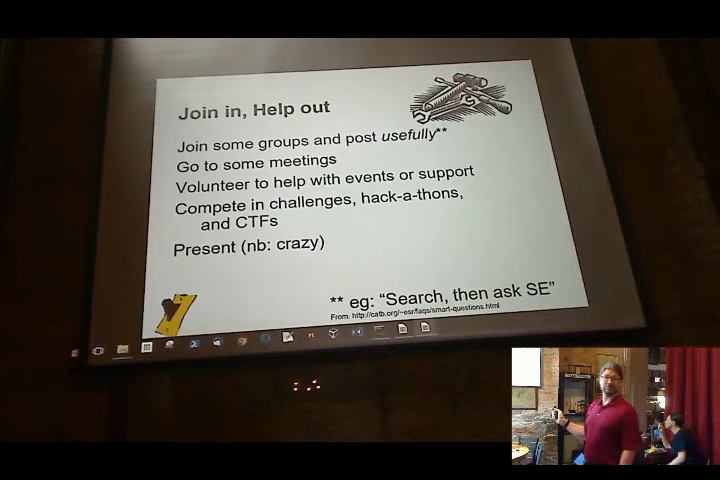 Join in, Help out
Join some groups and post usefully**
Go to some meetings
Volunteer to help with events or support
Compete in challenges, hack-a-thons,
and CTFs
Present (nb: crazy)
** eg: “Search, then ask SE”
From: http://catb.org/~esr/faqs/smart-questions.html